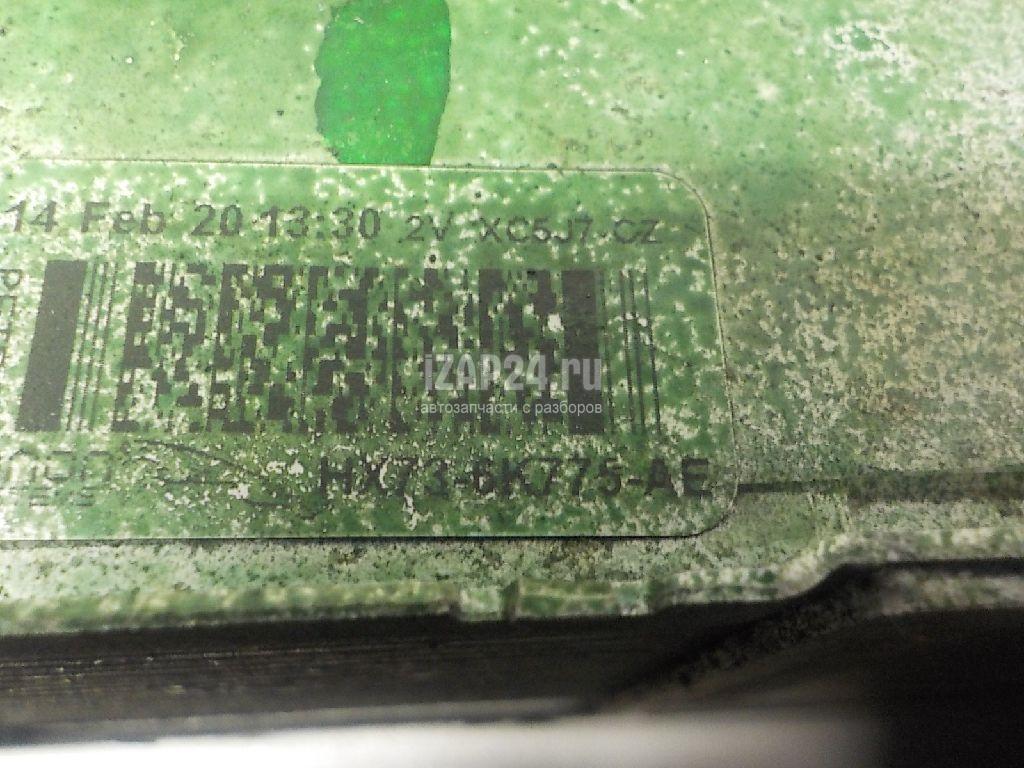 14 Feb 20 13:30 2V XC5J7 CZ
iZAP24.ru
автозапчасти с разборов
HX73-6K775-AE